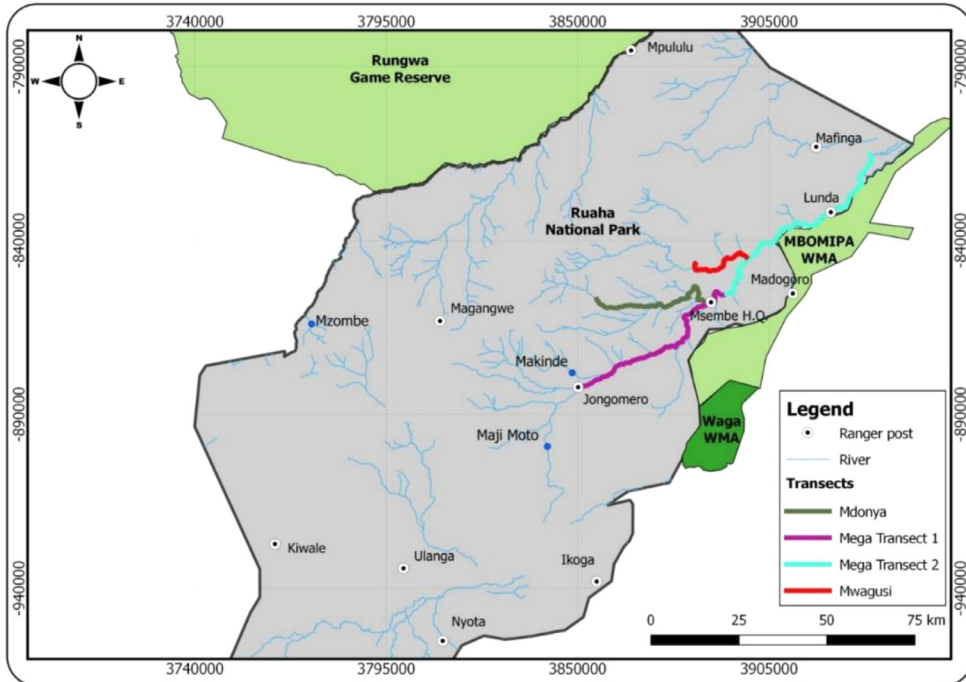 3740000 3795000 3850000 3905000
N
W E
S
-790000 -790000
-840000 -840000
-890000 -890000
-940000 -940000
Rungwa
Game Reserve
Mpululu
Mafinga
Lunda
Ruaha
National Park
MBOMIPA
WMA
Madogoro
Msembe H.Q.
Magangwe
Mzombe
Makinde
Jongomero
Maji Moto
Waga
WMA
Kiwale
Ulanga
Ikoga
Nyota
Legend
Ranger post
River
Transects
Mdonya
Mega Transect 1
Mega Transect 2
Mwagusi
0 25 50 75 km
3740000 3795000 3850000 3905000